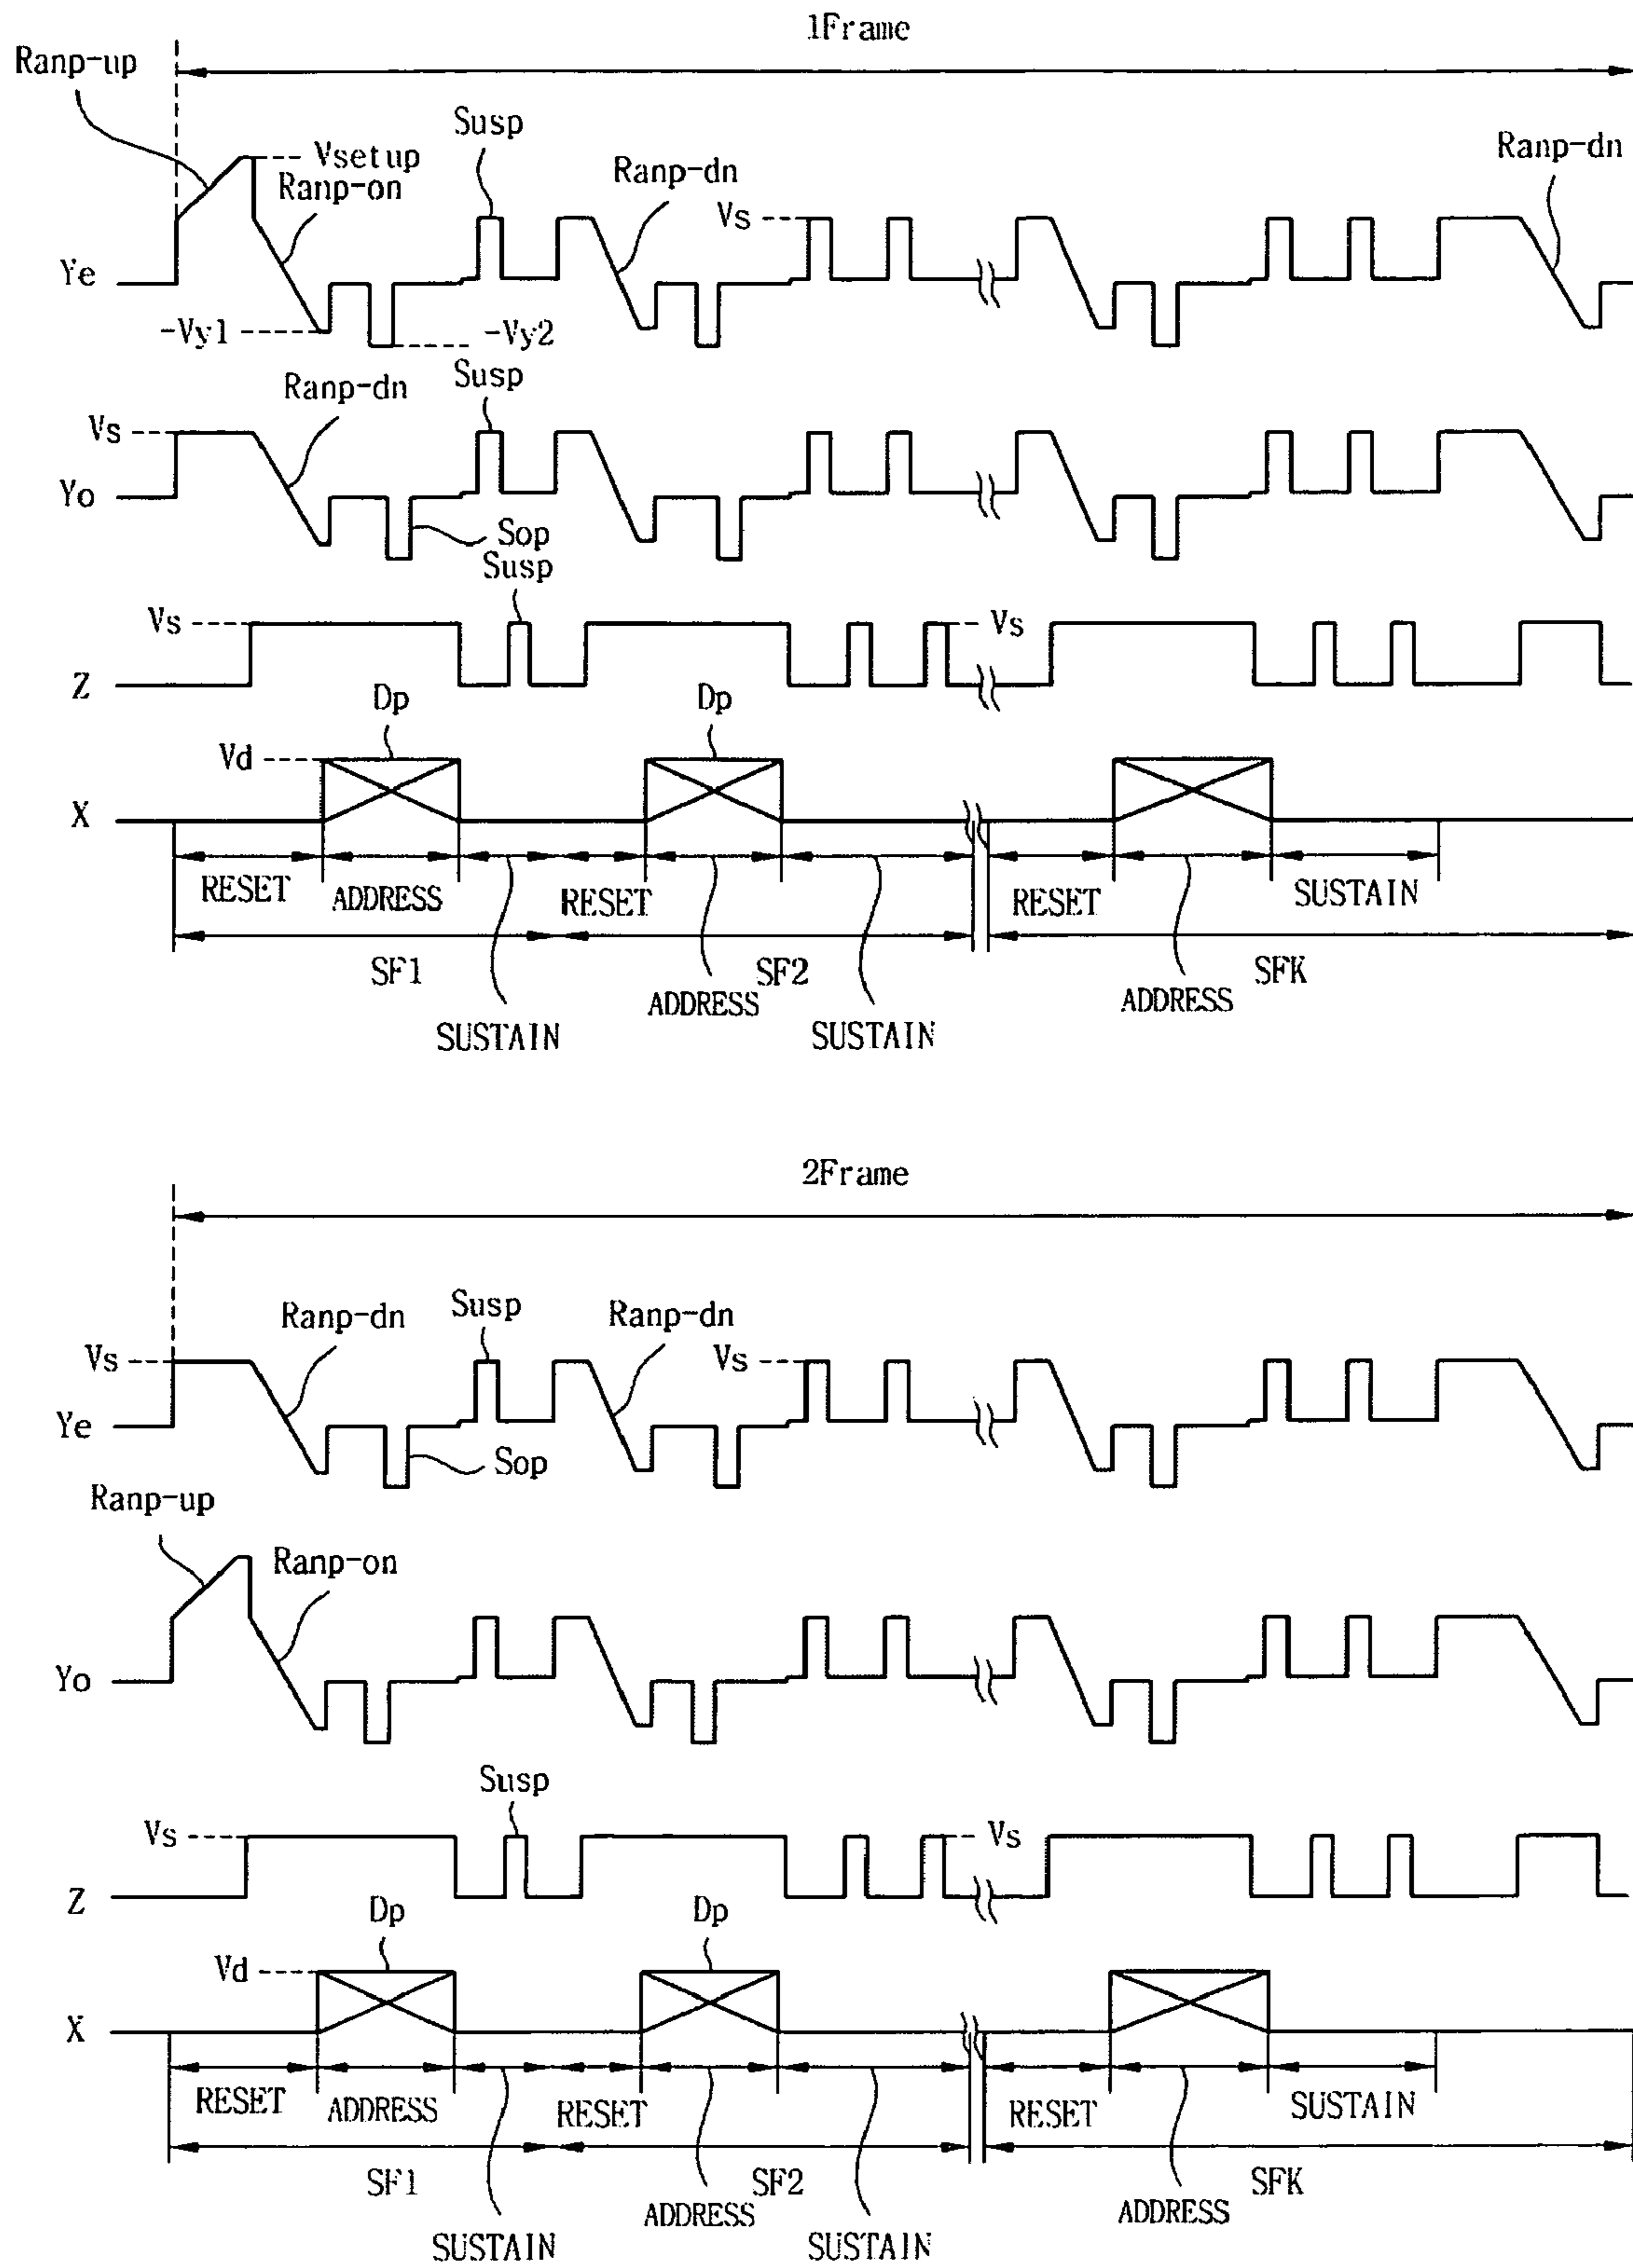 1Frame
Ranp-up
Susp
Vsetup
Ranp-on
Ranp-dn
Ranp-dn
Vs
Ye
-Vy1
-Vy2
Susp
Ranp-dn
Vs
Yo
Sop
Susp
Vs
Vs
Z
Dp
Dp
Vd
X
RESET
ADDRESS
RESET
RESET
SUSTAIN
SF1
SF2
SFK
ADDRESS
ADDRESS
SUSTAIN
SUSTAIN
2Frame
Ranp-dn
Susp
Ranp-dn
Vs
Vs
Ye
Sop
Ranp-up
Ranp-on
Yo
Susp
Vs
Vs
Z
Dp
Dp
Vd
X
RESET
ADDRESS
RESET
RESET
SUSTAIN
SF1
SF2
SFK
ADDRESS
ADDRESS
SUSTAIN
SUSTAIN